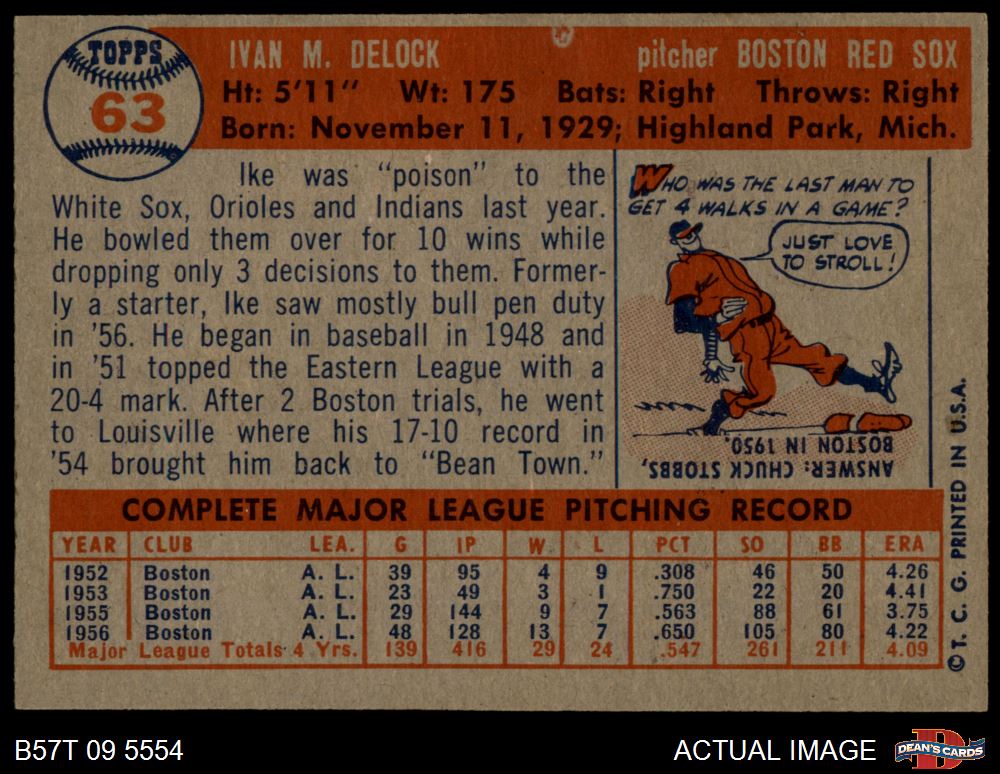 TOPPS
63
IVAN M. DELOCK pitcher BOSTON RED SOX
Ht: 5'11" Wt: 175 Bats: Right Throws: Right
Born: November 11, 1929; Highland Park, Mich.
Ike was "poison" to the
White Sox, Orioles and Indians last year.
He bowled them over for 10 wins while
dropping only 3 decisions to them. Former-
ly a starter, Ike saw mostly bull pen duty
in '56. He began in baseball in 1948 and
in '51 topped the Eastern League with a
20-4 mark. After 2 Boston trials, he went
to Louisville where his 17-10 record in
'54 brought him back to "Bean Town."
WHO WAS THE LAST MAN TO
GET 4 WALKS IN A GAME?
JUST LOVE
TO STROLL!
ANSWER: CHUCK STOBBS,
BOSTON IN 1950.
COMPLETE MAJOR LEAGUE PITCHING RECORD
YEAR CLUB LEA. G IP W L PCT SO BB ERA
1952 Boston A. L. 39 95 4 9 .308 46 50 4.26
1953 Boston A. L. 23 49 3 1 .750 22 20 4.41
1955 Boston A. L. 29 144 9 7 .563 88 61 3.75
1956 Boston A. L. 48 128 13 7 .650 105 80 4.22
Major League Totals 4 Yrs. 139 416 29 24 .547 261 211 4.09
© T. C. G. PRINTED IN U.S.A.
B57T 09 5554 ACTUAL IMAGE
DEAN'S CARDS